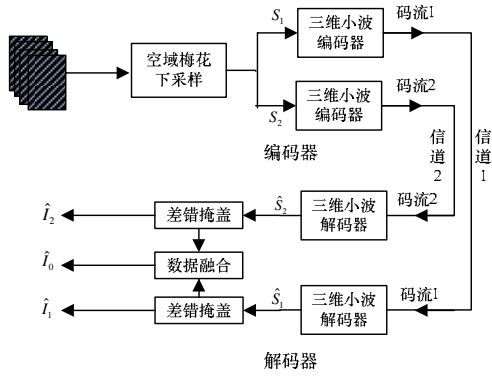 S₁
三维小波
编码器
码流1
空域梅花
下采样
三维小波
编码器
码流2
S₂
编码器
信道2
信道1
Î₂
差错掩盖
Ŝ₂
三维小波
解码器
码流2
Î₀
数据融合
Î₁
差错掩盖
Ŝ₁
三维小波
解码器
码流1
解码器